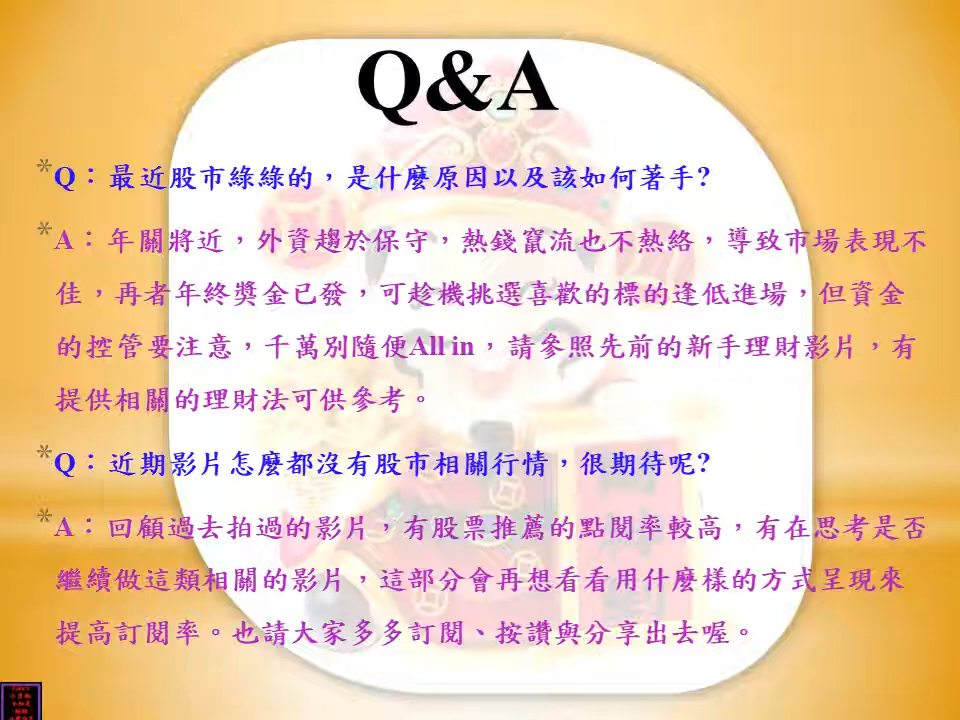 Q&A
*Q：最近股市綠綠的，是什麼原因以及該如何著手?
*A：年關將近，外資趨於保守，熱錢竄流也不熱絡，導致市場表現不
佳，再者年終獎金已發，可趁機挑選喜歡的標的逢低進場，但資金
的控管要注意，千萬別隨便All in，請參照先前的新手理財影片，有
提供相關的理財法可供參考。
*Q：近期影片怎麼都沒有股市相關行情，很期待呢?
*A：回顧過去拍過的影片，有股票推薦的點閱率較高，有在思考是否
繼續做這類相關的影片，這部分會再想看看用什麼樣的方式呈現來
提高訂閱率。也請大家多多訂閱、按讚與分享出去喔。